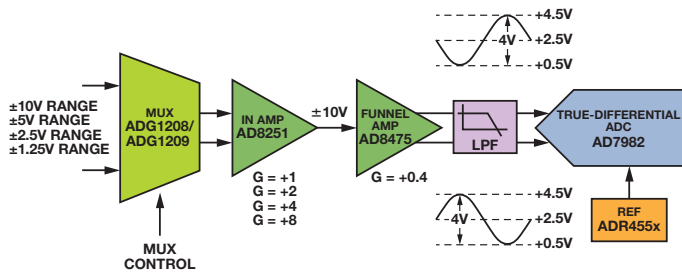 +4.5V
4V
+2.5V
+0.5V
±10V RANGE
±5V RANGE
±2.5V RANGE
±1.25V RANGE
MUX
ADG1208/
ADG1209
IN AMP
AD8251
±10V
FUNNEL
AMP
AD8475
LPF
TRUE-DIFFERENTIAL
ADC
AD7982
G = +1
G = +2
G = +4
G = +8
G = +0.4
MUX
CONTROL
+4.5V
4V
+2.5V
+0.5V
REF
ADR455x